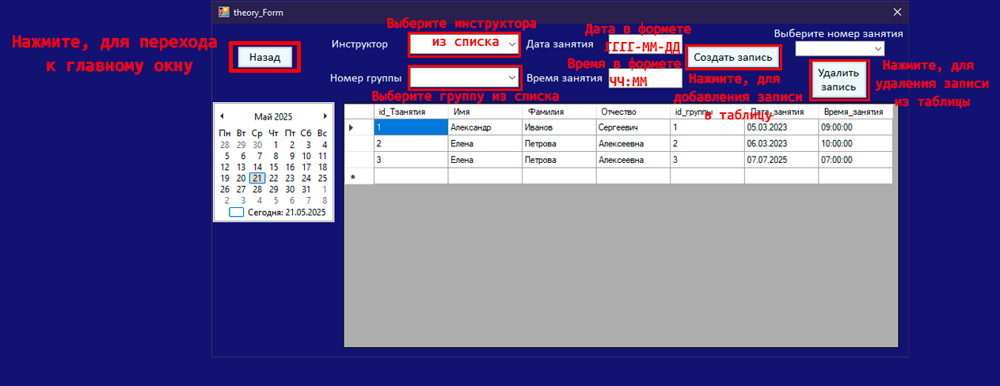 theory_Form
Нажмите, для перехода
к главному окну
Назад
Выберите инструктора
из списка
Инструктор
Номер группы
Выберите группу из списка
Дата в формете
Дата занятия
ГГГГ-ММ-ДД
Время в формете
Время занятия
ЧЧ:ММ
Создать запись
Нажмите, для
добавления записи
в таблицу
Выберите номер занятия
Удалить
запись
Нажмите, для
удаления записи
из таблицы
Май 2025
Пн Вт Ср Чт Пт Сб Вс
28 29 30 1 2 3 4
5 6 7 8 9 10 11
12 13 14 15 16 17 18
19 20 21 22 23 24 25
26 27 28 29 30 31 1
2 3 4 5 6 7 8
Сегодня: 21.05.2025
id_Тзанятия Имя Фамилия Отчество id_группы Дата_занятия Время_занятия
1 Александр Иванов Сергеевич 1 05.03.2023 09:00:00
2 Елена Петрова Алексеевна 2 06.03.2023 10:00:00
3 Елена Петрова Алексеевна 3 07.07.2025 07:00:00